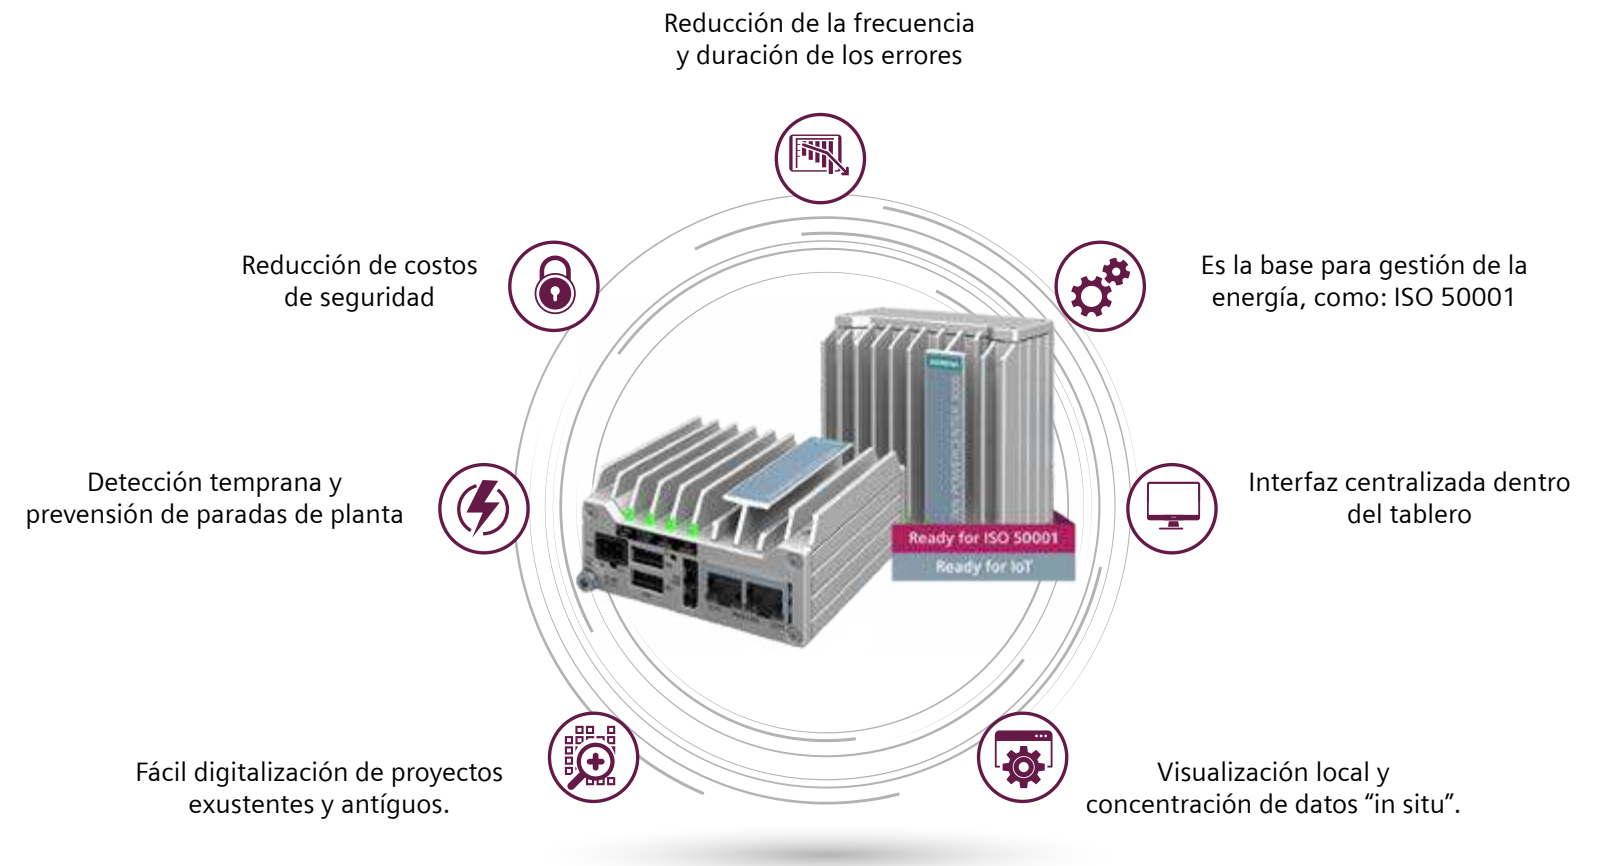 Reducción de la frecuencia
y duración de los errores
Reducción de costos
de seguridad
Es la base para gestión de la
energía, como: ISO 50001
SIEMENS
Detección temprana y
prevensión de paradas de planta
Interfaz centralizada dentro
del tablero
Ready for ISO 50001
Ready for IoT
Fácil digitalización de proyectos
exustentes y antíguos.
Visualización local y
concentración de datos “in situ”.